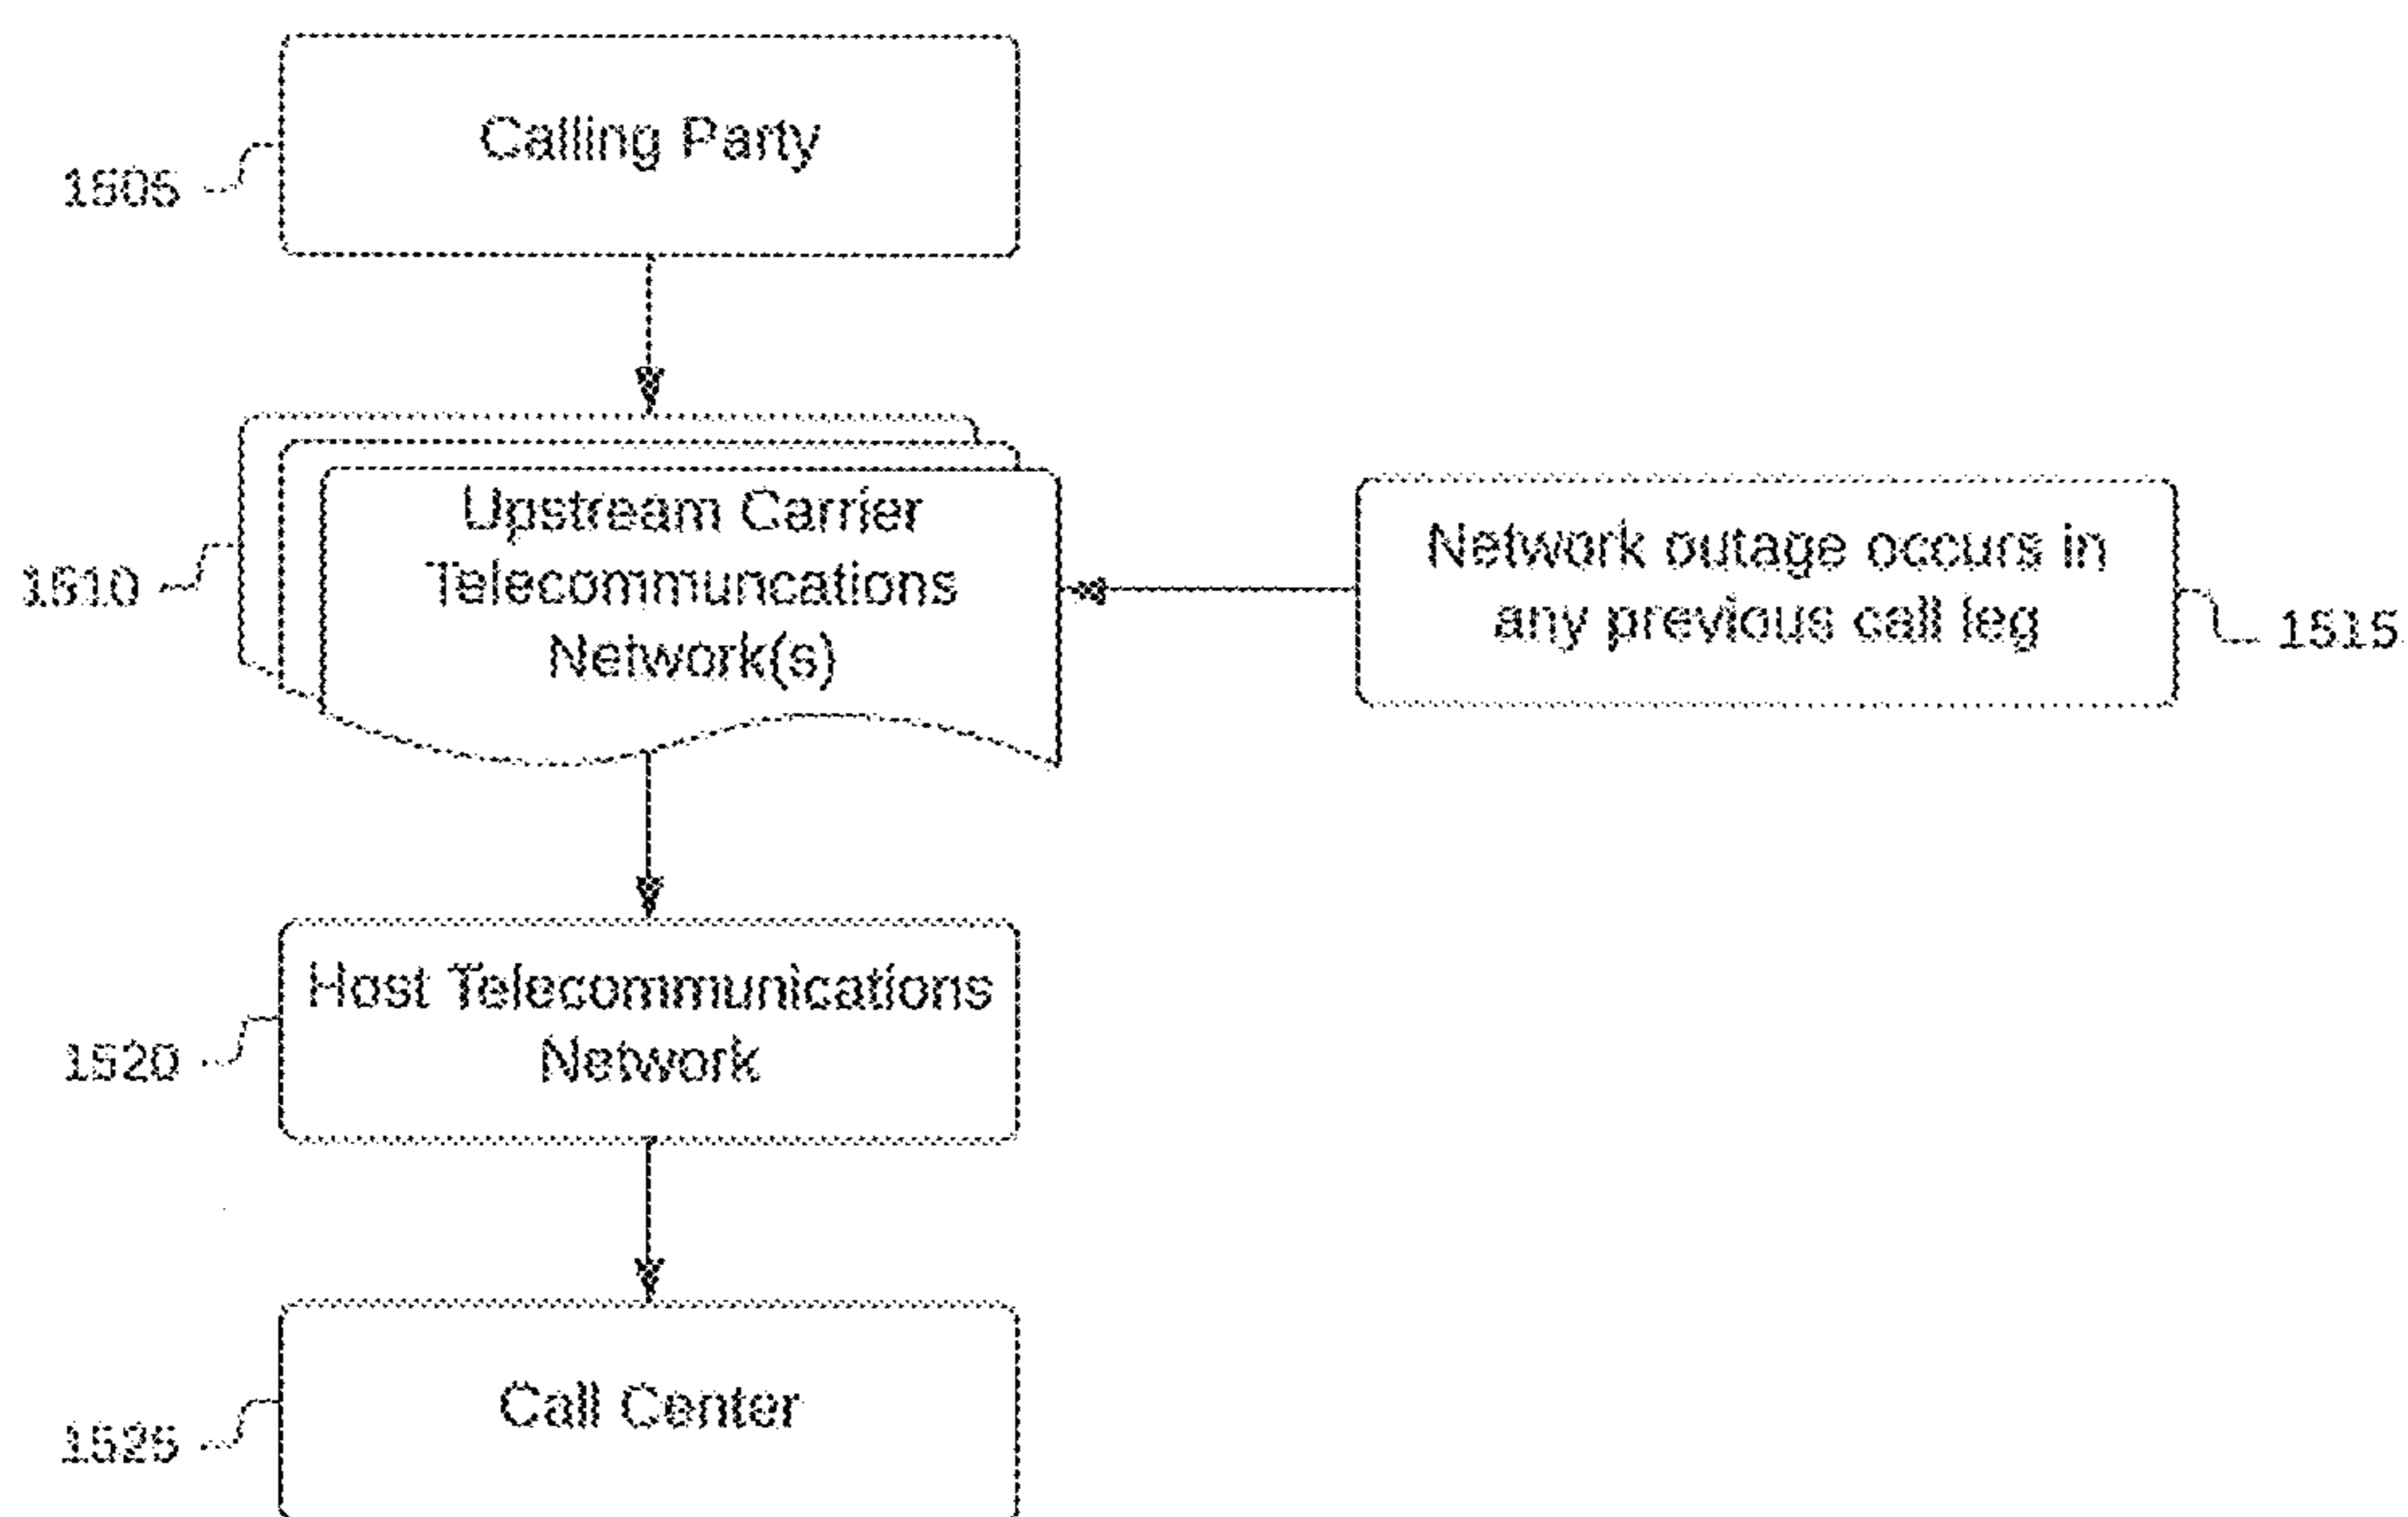 Calling Party
1505
Upstream Carrier
Telecommuncations
Network(s)
1510
Network outage occurs in
any previous call leg
1515
Host Telecommunications
Network
1520
Call Center
1525